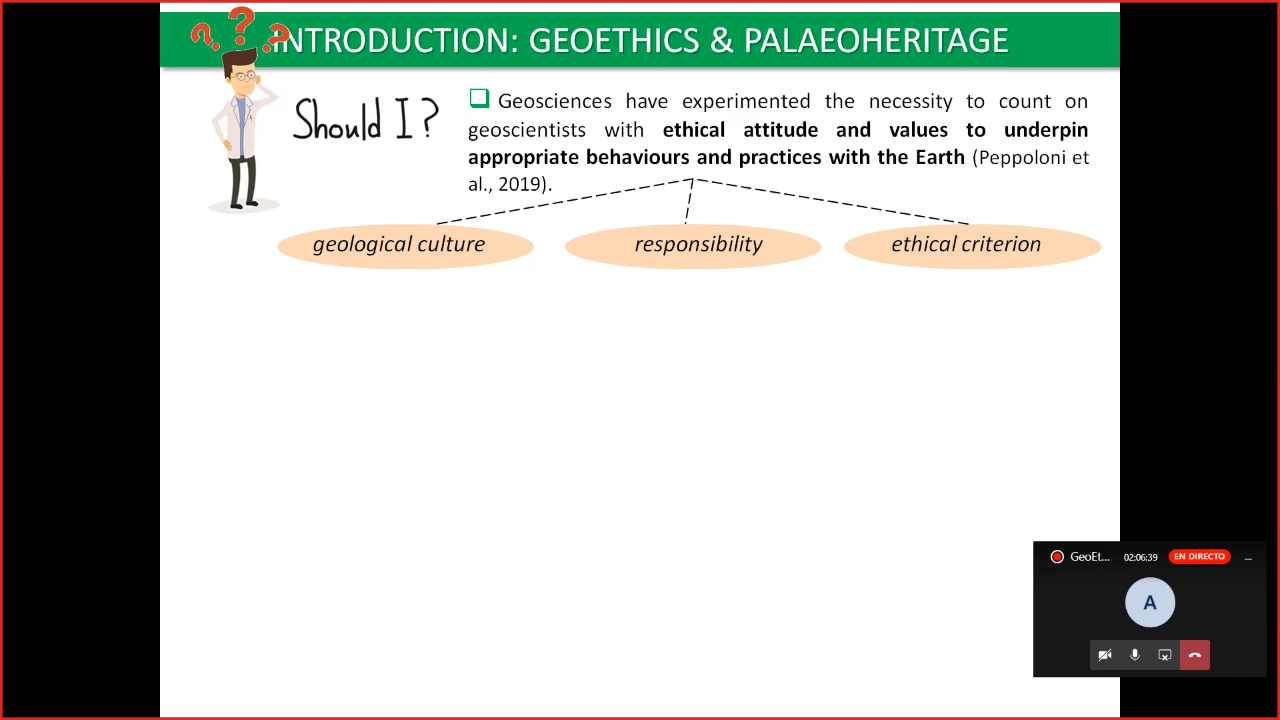 INTRODUCTION: GEOETHICS & PALAEOHERITAGE
Should I?
Geosciences have experimented the necessity to count on
geoscientists with ethical attitude and values to underpin
appropriate behaviours and practices with the Earth (Peppoloni et
al., 2019).
geological culture
responsibility
ethical criterion
GeoEt... 02:06:39 EN DIRECTO
A